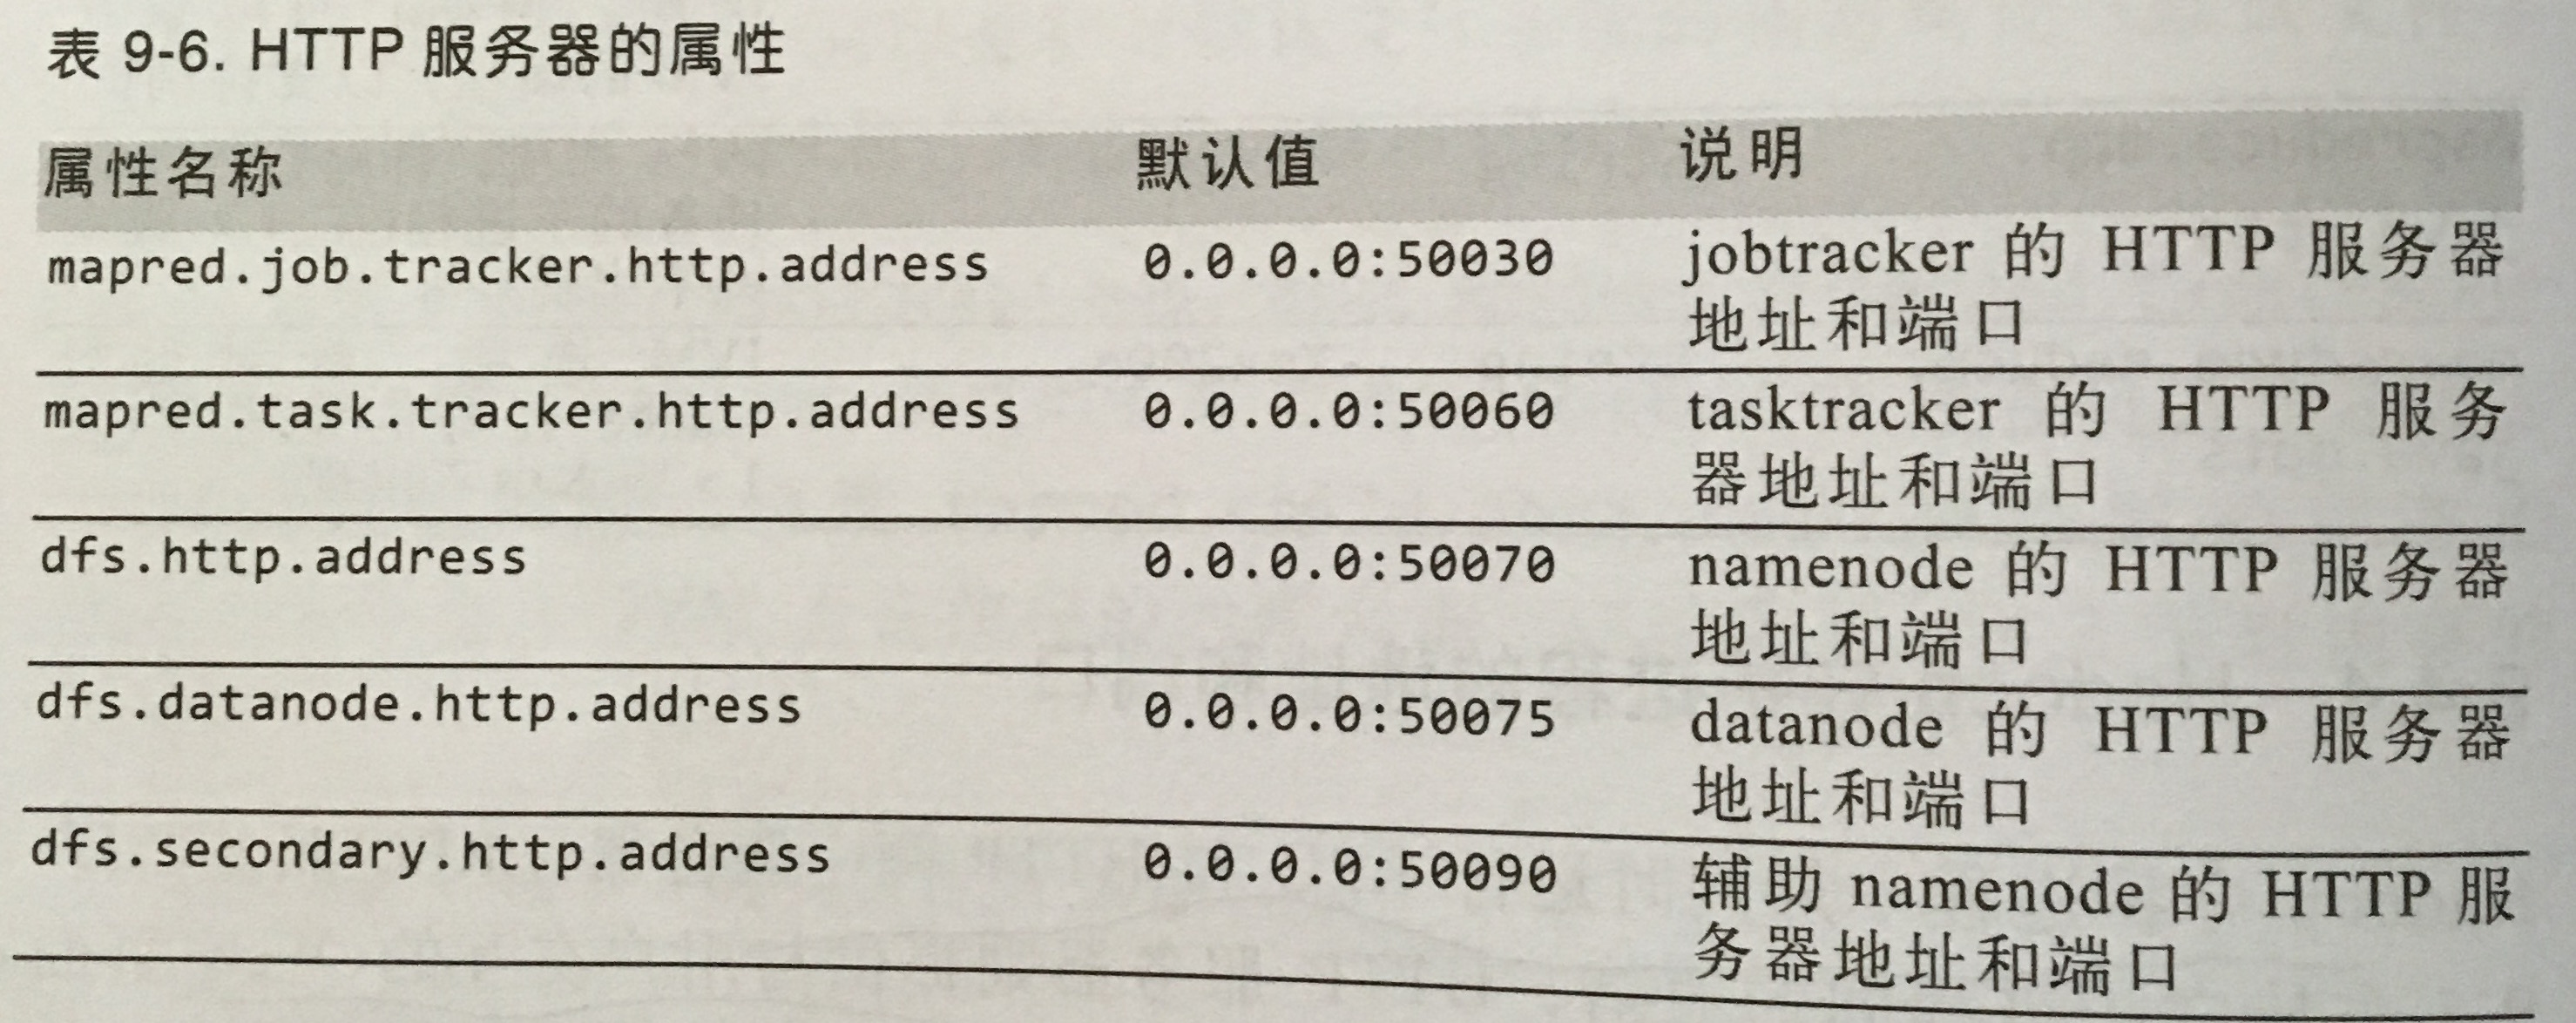 表 9-6. HTTP 服务器的属性
属性名称 默认值 说明
mapred.job.tracker.http.address 0.0.0.0:50030 jobtracker 的 HTTP 服务器
地址和端口
mapred.task.tracker.http.address 0.0.0.0:50060 tasktracker 的 HTTP 服务
器地址和端口
dfs.http.address 0.0.0.0:50070 namenode 的 HTTP 服务器
地址和端口
dfs.datanode.http.address 0.0.0.0:50075 datanode 的 HTTP 服务器
地址和端口
dfs.secondary.http.address 0.0.0.0:50090 辅助 namenode 的 HTTP 服
务器地址和端口